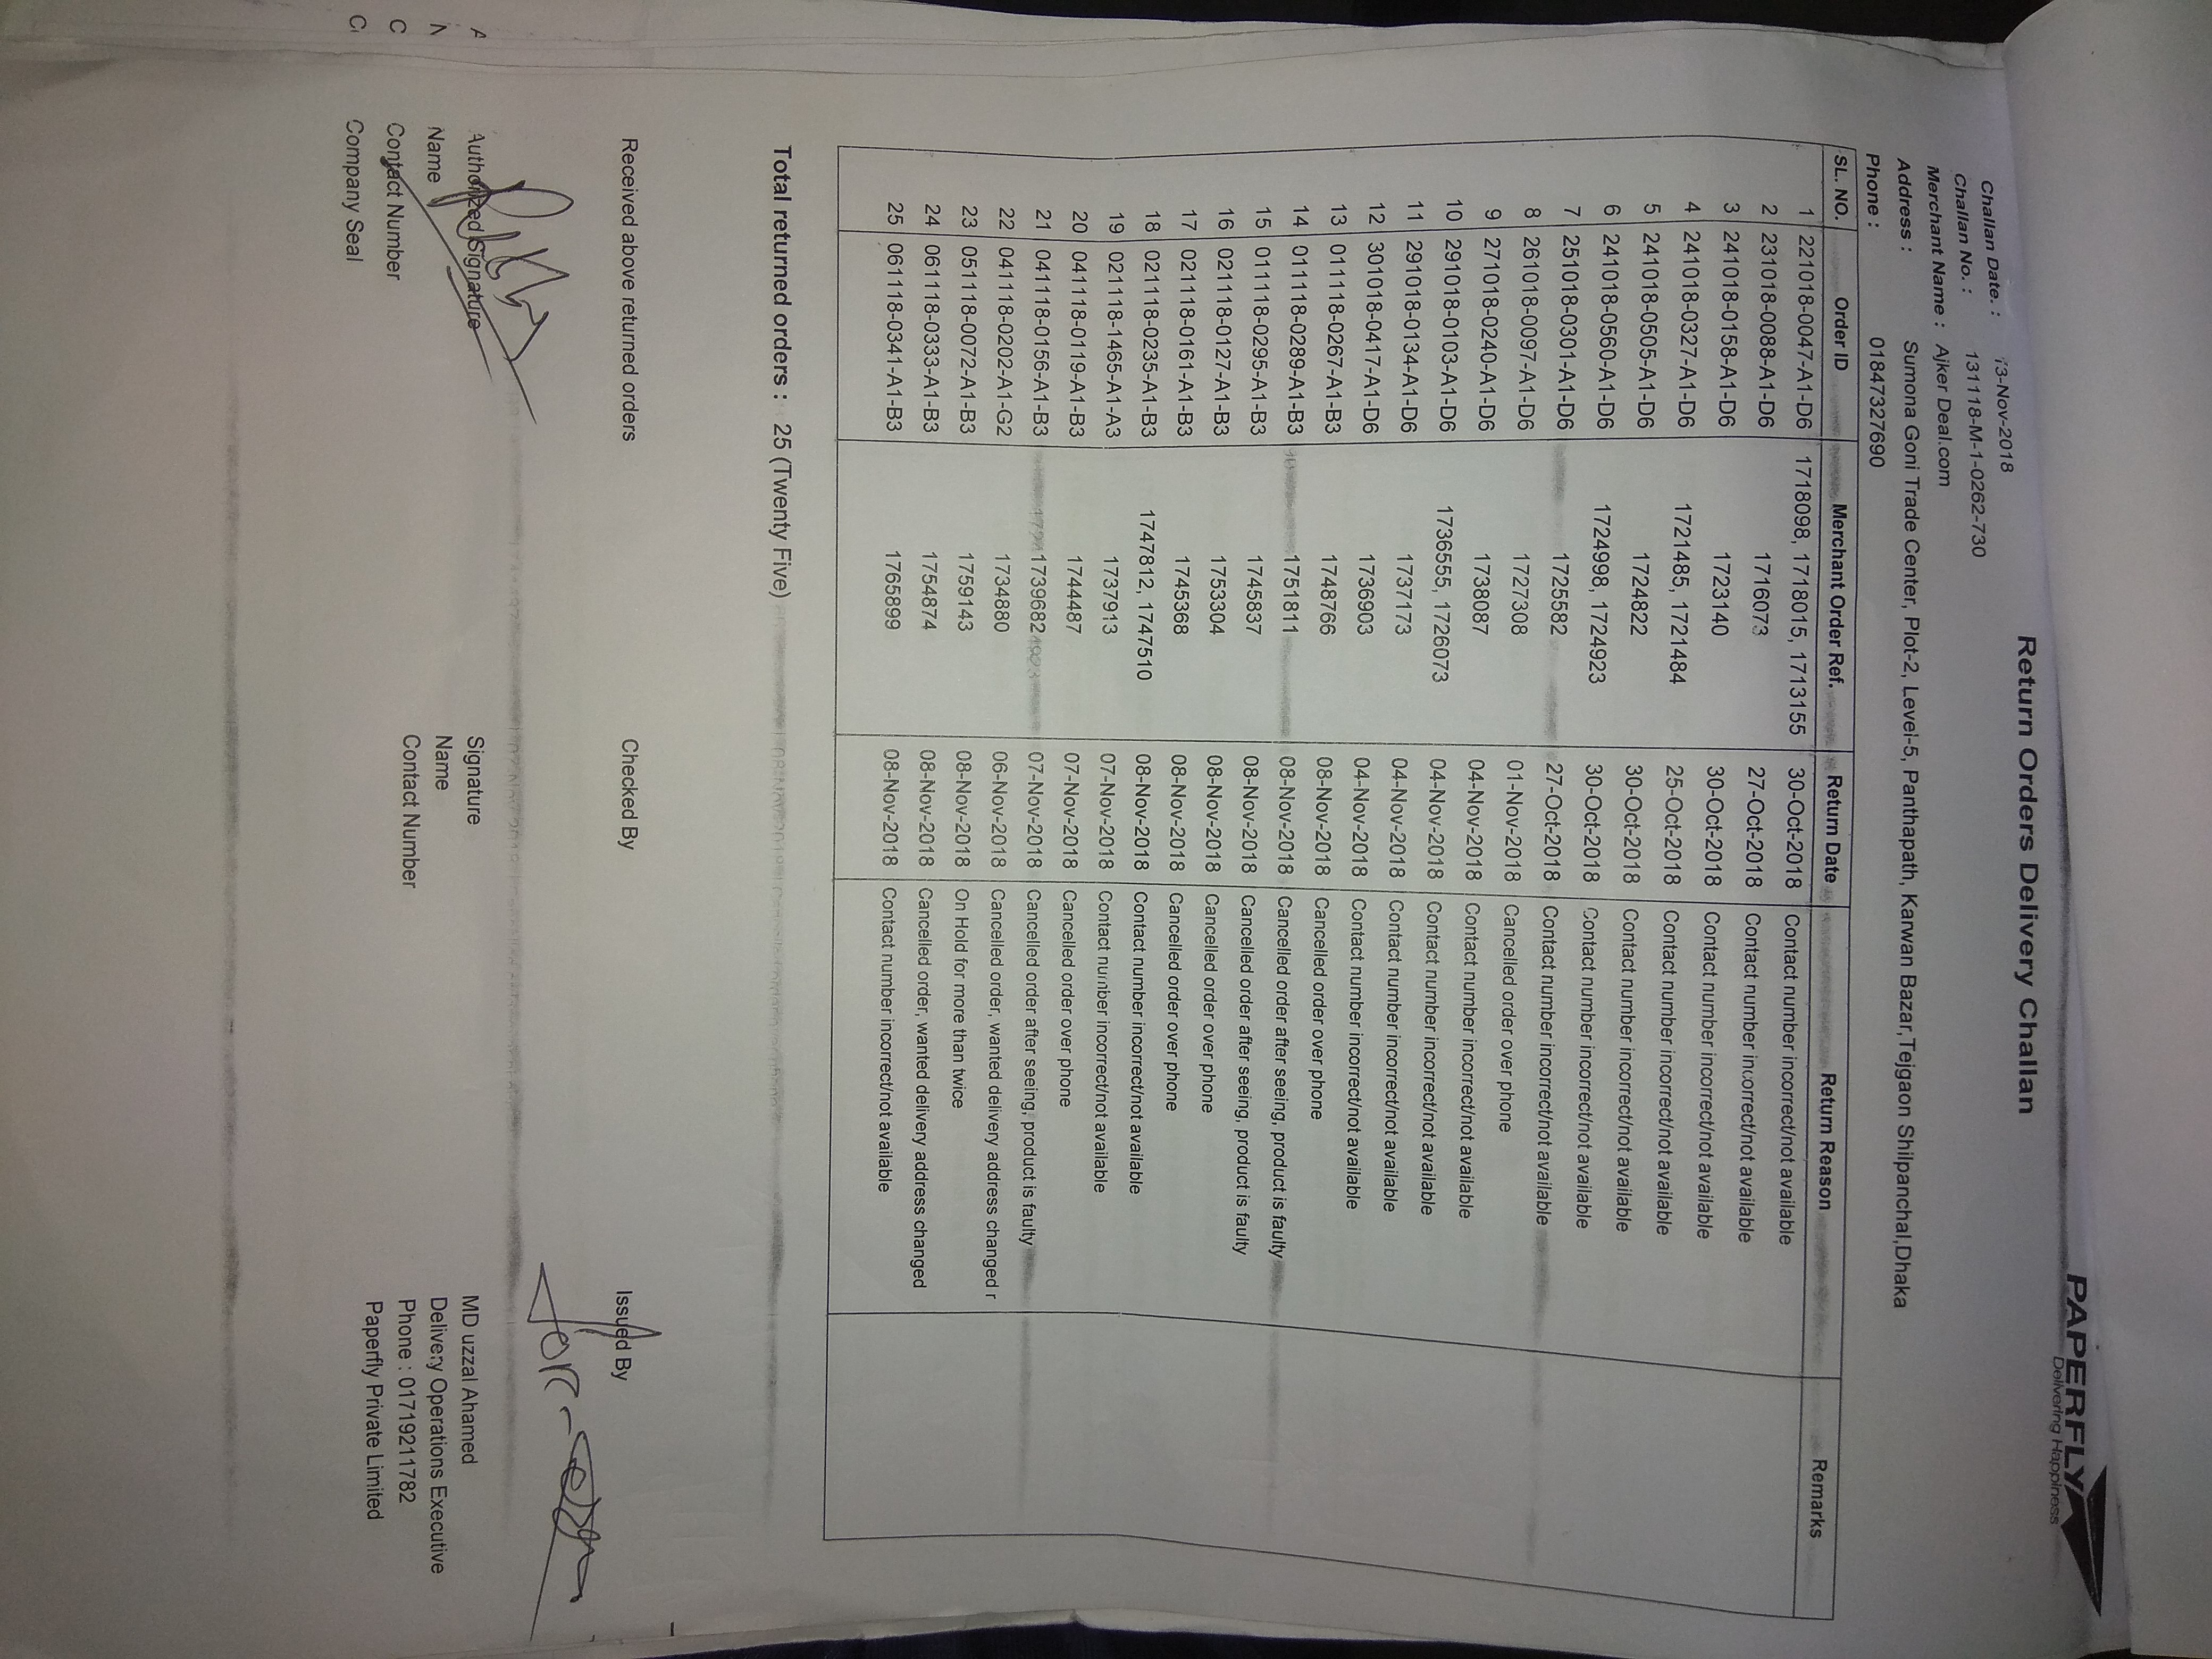 PAPERFLY
Delivering Happiness
Return Orders Delivery Challan
Challan Date. : 13-Nov-2018
Challan No. : 131118-M-1-0262-730
Merchant Name : Ajker Deal.com
Address : Sumona Goni Trade Center, Plot-2, Level-5, Panthapath, Karwan Bazar,Tejgaon Shilpanchal,Dhaka
Phone : 01847327690
SL. NO. Order ID Merchant Order Ref. Return Date Return Reason Remarks
1 221018-0047-A1-D6 1718098, 1718015, 1713155 30-Oct-2018 Contact number incorrect/not available
2 231018-0088-A1-D6 1716073 27-Oct-2018 Contact number incorrect/not available
3 241018-0158-A1-D6 1723140 30-Oct-2018 Contact number incorrect/not available
4 241018-0327-A1-D6 1721485, 1721484 25-Oct-2018 Contact number incorrect/not available
5 241018-0505-A1-D6 1724822 30-Oct-2018 Contact number incorrect/not available
6 241018-0560-A1-D6 1724998, 1724923 30-Oct-2018 Contact number incorrect/not available
7 251018-0301-A1-D6 1725582 27-Oct-2018 Contact number incorrect/not available
8 261018-0097-A1-D6 1727308 01-Nov-2018 Cancelled order over phone
9 271018-0240-A1-D6 1738087 04-Nov-2018 Contact number incorrect/not available
10 291018-0103-A1-D6 1736555, 1726073 04-Nov-2018 Contact number incorrect/not available
11 291018-0134-A1-D6 1737173 04-Nov-2018 Contact number incorrect/not available
12 301018-0417-A1-D6 1736903 04-Nov-2018 Contact number incorrect/not available
13 011118-0267-A1-B3 1748766 08-Nov-2018 Cancelled order over phone
14 011118-0289-A1-B3 1751811 08-Nov-2018 Cancelled order after seeing, product is faulty
15 011118-0295-A1-B3 1745837 08-Nov-2018 Cancelled order after seeing, product is faulty
16 021118-0127-A1-B3 1753304 08-Nov-2018 Cancelled order over phone
17 021118-0161-A1-B3 1745368 08-Nov-2018 Cancelled order over phone
18 021118-0235-A1-B3 1747812, 1747510 08-Nov-2018 Contact number incorrect/not available
19 021118-1465-A1-A3 1737913 07-Nov-2018 Contact number incorrect/not available
20 041118-0119-A1-B3 1744487 07-Nov-2018 Cancelled order over phone
21 041118-0156-A1-B3 1739682 07-Nov-2018 Cancelled order after seeing, product is faulty
22 041118-0202-A1-G2 1734880 06-Nov-2018 Cancelled order, wanted delivery address changed r
23 051118-0072-A1-B3 1759143 08-Nov-2018 On Hold for more than twice
24 061118-0333-A1-B3 1754874 08-Nov-2018 Cancelled order, wanted delivery address changed
25 061118-0341-A1-B3 1765899 08-Nov-2018 Contact number incorrect/not available
Total returned orders : 25 (Twenty Five)
Received above returned orders Checked By Issued By
Authorized Signature Signature MD uzzal Ahamed
Name Name Delivery Operations Executive
Contact Number Contact Number Phone : 01719211782
Company Seal Paperfly Private Limited